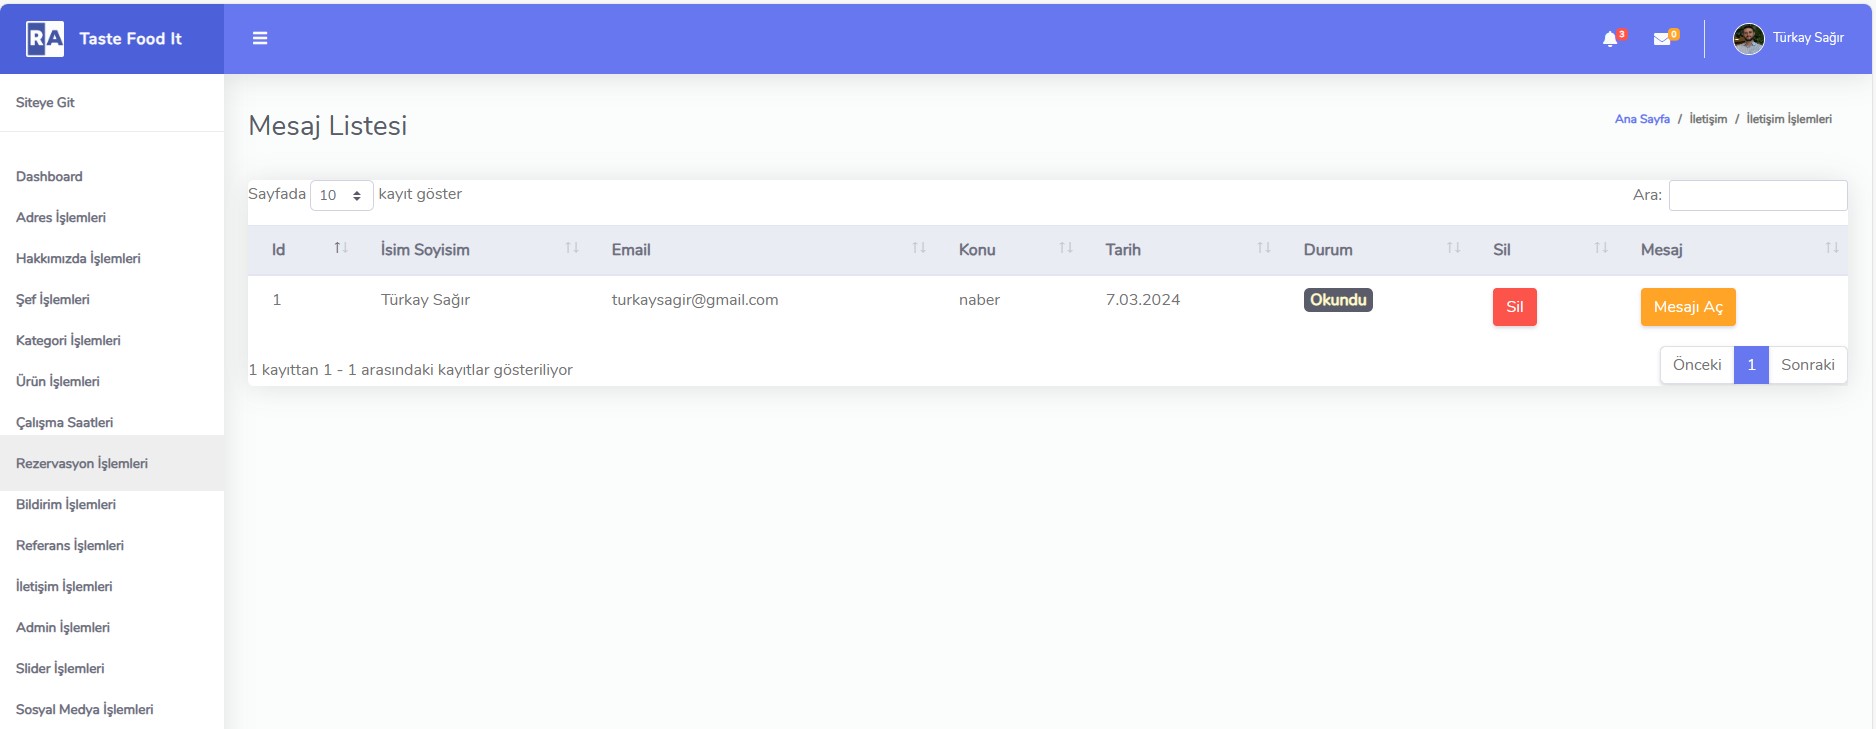 RA Taste Food It
3
0
Türkay Sağır
Siteye Git
Dashboard
Adres İşlemleri
Hakkımızda İşlemleri
Şef İşlemleri
Kategori İşlemleri
Ürün İşlemleri
Çalışma Saatleri
Rezervasyon İşlemleri
Bildirim İşlemleri
Referans İşlemleri
İletişim İşlemleri
Admin İşlemleri
Slider İşlemleri
Sosyal Medya İşlemleri
Mesaj Listesi
Ana Sayfa / İletişim / İletişim İşlemleri
Sayfada 10 kayıt göster
Ara:
Id İsim Soyisim Email Konu Tarih Durum Sil Mesaj
1 Türkay Sağır turkaysagir@gmail.com naber 7.03.2024 Okundu Sil Mesajı Aç
1 kayıttan 1 - 1 arasındaki kayıtlar gösteriliyor
Önceki 1 Sonraki